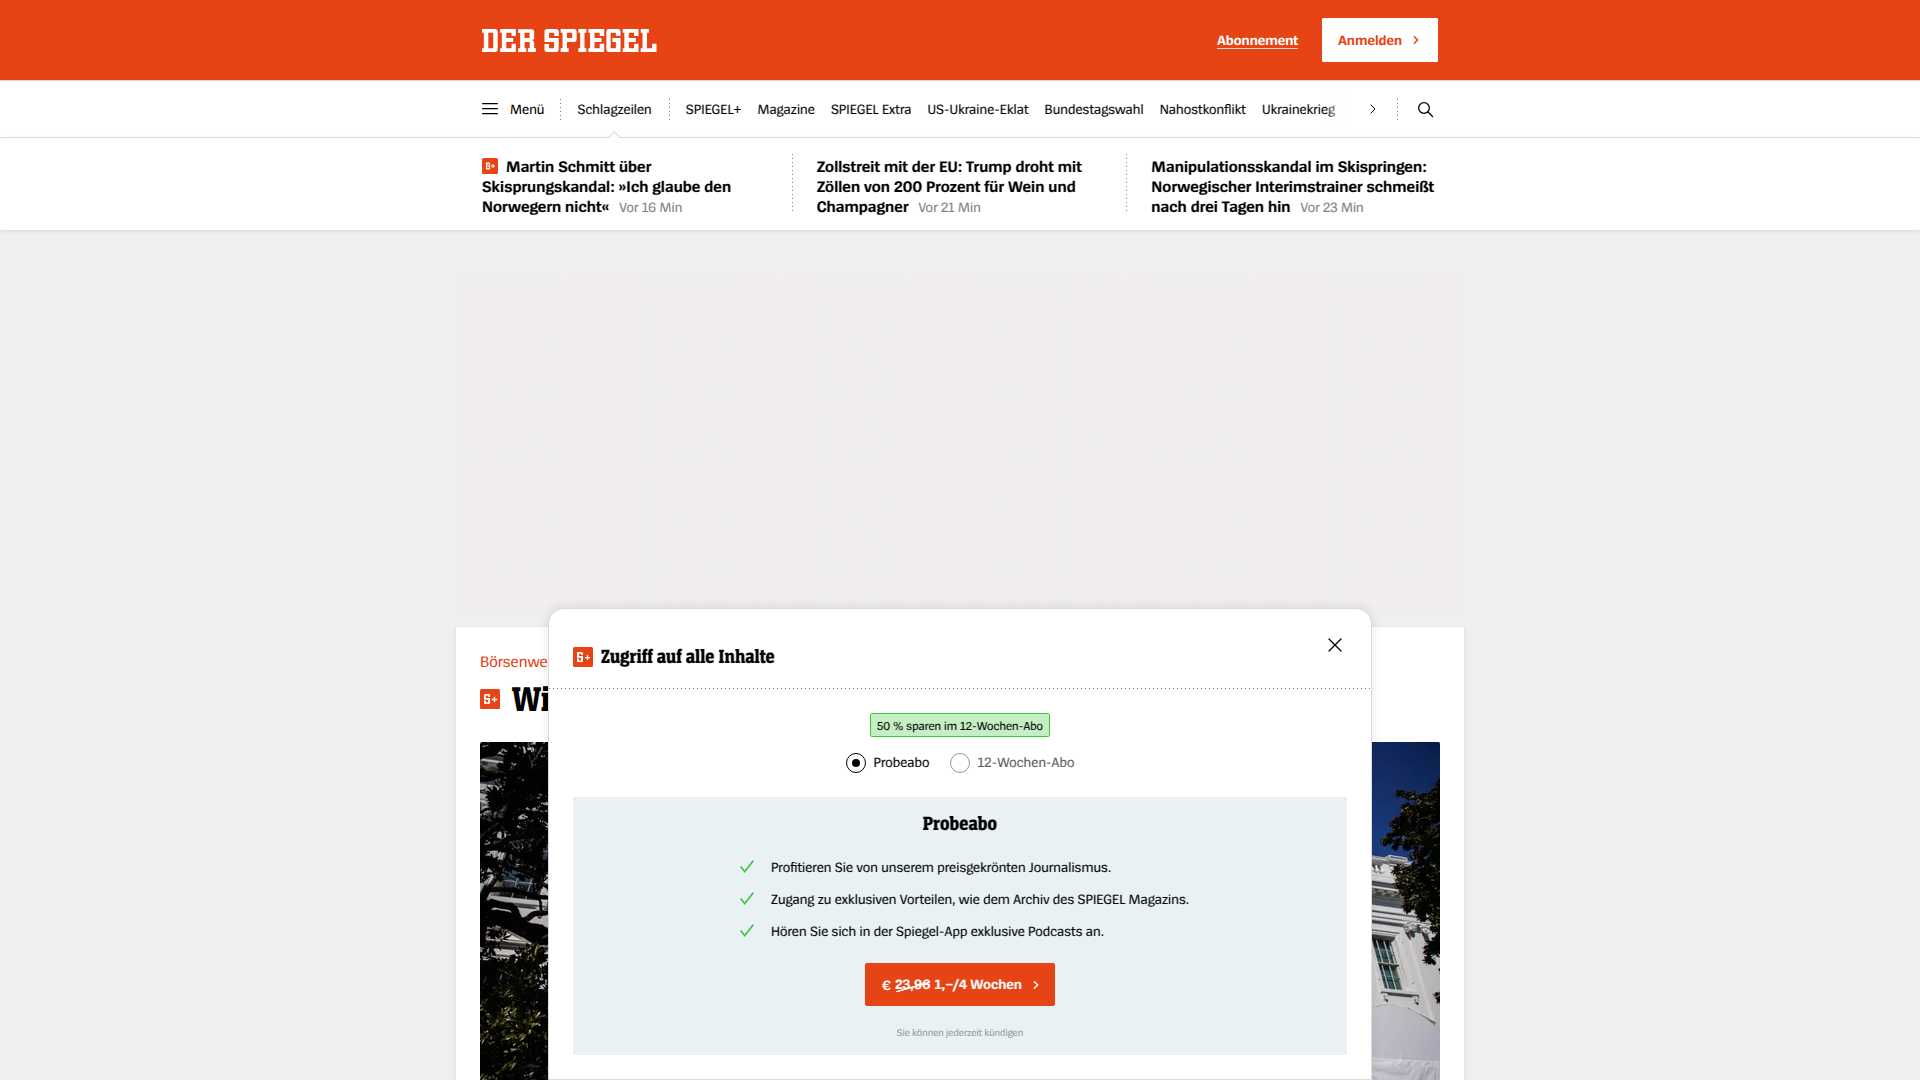 DER SPIEGEL
Abonnement
Anmelden
Menü
Schlagzeilen
SPIEGEL+
Magazine
SPIEGEL Extra
US-Ukraine-Eklat
Bundestagswahl
Nahostkonflikt
Ukrainekrieg
Martin Schmitt über
Skisprungskandal: »Ich glaube den
Norwegern nicht« Vor 16 Min
Zollstreit mit der EU: Trump droht mit
Zöllen von 200 Prozent für Wein und
Champagner Vor 21 Min
Manipulationsskandal im Skispringen:
Norwegischer Interimstrainer schmeißt
nach drei Tagen hin Vor 23 Min
Börsenwe
Wi
Zugriff auf alle Inhalte
50 % sparen im 12-Wochen-Abo
Probeabo
12-Wochen-Abo
Probeabo
Profitieren Sie von unserem preisgekrönten Journalismus.
Zugang zu exklusiven Vorteilen, wie dem Archiv des SPIEGEL Magazins.
Hören Sie sich in der Spiegel-App exklusive Podcasts an.
€ 23,96 1,–/4 Wochen
Sie können jederzeit kündigen